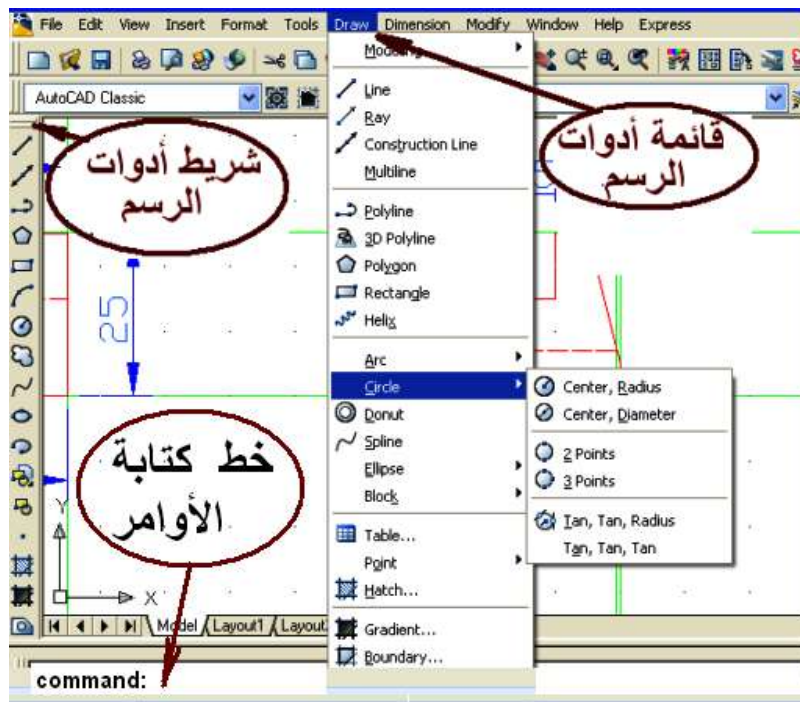 File Edit View Insert Format Tools Draw Dimension Modify Window Help Express
AutoCAD Classic
شريط أدوات
الرسم
قائمة أدوات
الرسم
25
خط كتابة
الأوامر
Y
X
Line
Ray
Construction Line
Multiline
Polyline
3D Polyline
Polygon
Rectangle
Helix
Arc
Circle
Donut
Spline
Ellipse
Block
Table...
Point
Hatch...
Gradient...
Boundary...
Center, Radius
Center, Diameter
2 Points
3 Points
Tan, Tan, Radius
Tan, Tan, Tan
Model Layout1
command: